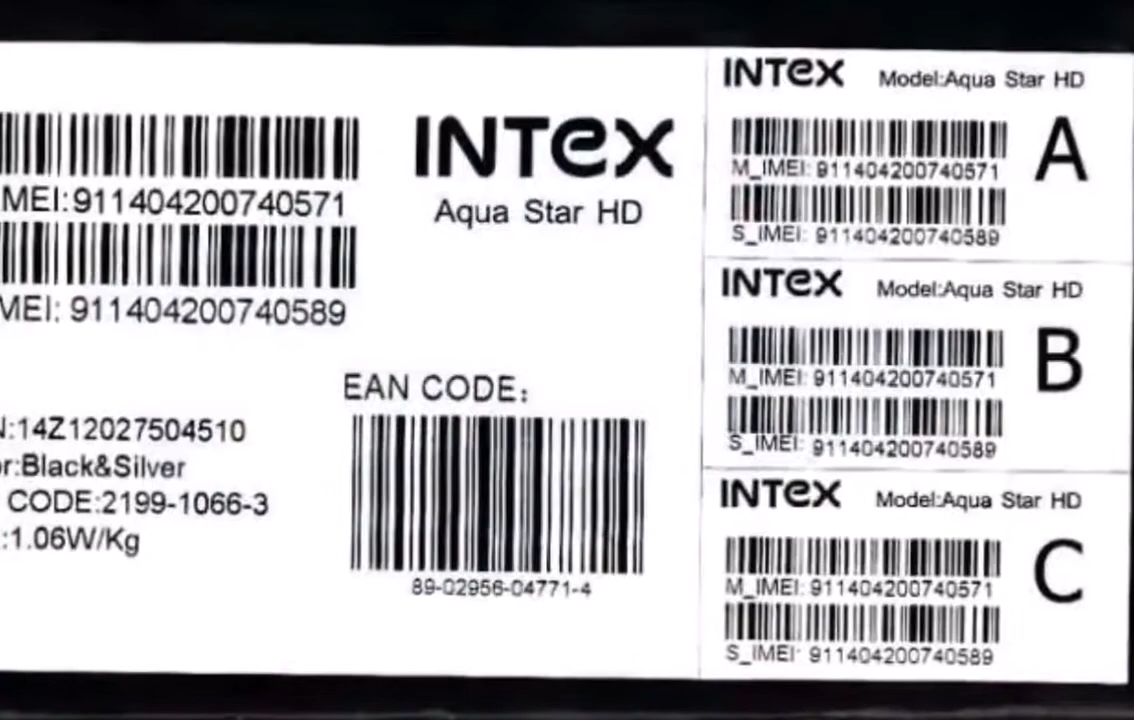 MEI:911404200740571
MEI: 911404200740589
INTEX
Aqua Star HD
EAN CODE:
89-02956-04771-4
N:14Z12027504510
or:Black&Silver
CODE:2199-1066-3
:1.06W/Kg
INTEX Model:Aqua Star HD
M_IMEI: 911404200740571
S_IMEI: 911404200740589
A
INTEX Model:Aqua Star HD
M_IMEI: 911404200740571
S_IMEI: 911404200740589
B
INTEX Model:Aqua Star HD
M_IMEI: 911404200740571
S_IMEI: 911404200740589
C